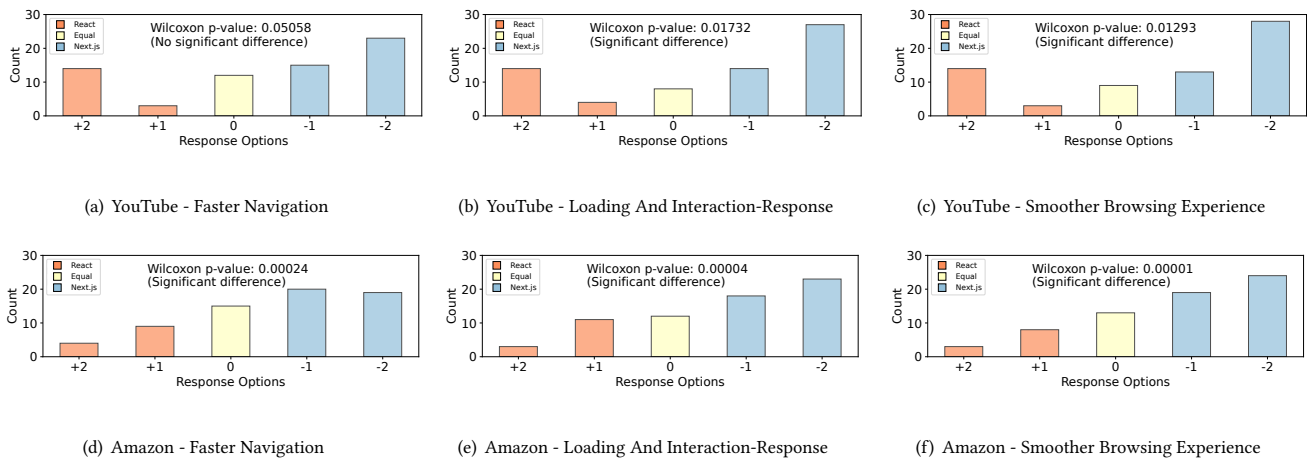 30
20
10
0
Count
React
Equal
Next.js
Wilcoxon p-value: 0.05058
(No significant difference)
+2 +1 0 -1 -2
Response Options
(a) YouTube - Faster Navigation
30
20
10
0
Count
React
Equal
Next.js
Wilcoxon p-value: 0.01732
(Significant difference)
+2 +1 0 -1 -2
Response Options
(b) YouTube - Loading And Interaction-Response
30
20
10
0
Count
React
Equal
Next.js
Wilcoxon p-value: 0.01293
(Significant difference)
+2 +1 0 -1 -2
Response Options
(c) YouTube - Smoother Browsing Experience
30
20
10
0
Count
React
Equal
Next.js
Wilcoxon p-value: 0.00024
(Significant difference)
+2 +1 0 -1 -2
Response Options
(d) Amazon - Faster Navigation
30
20
10
0
Count
React
Equal
Next.js
Wilcoxon p-value: 0.00004
(Significant difference)
+2 +1 0 -1 -2
Response Options
(e) Amazon - Loading And Interaction-Response
30
20
10
0
Count
React
Equal
Next.js
Wilcoxon p-value: 0.00001
(Significant difference)
+2 +1 0 -1 -2
Response Options
(f) Amazon - Smoother Browsing Experience